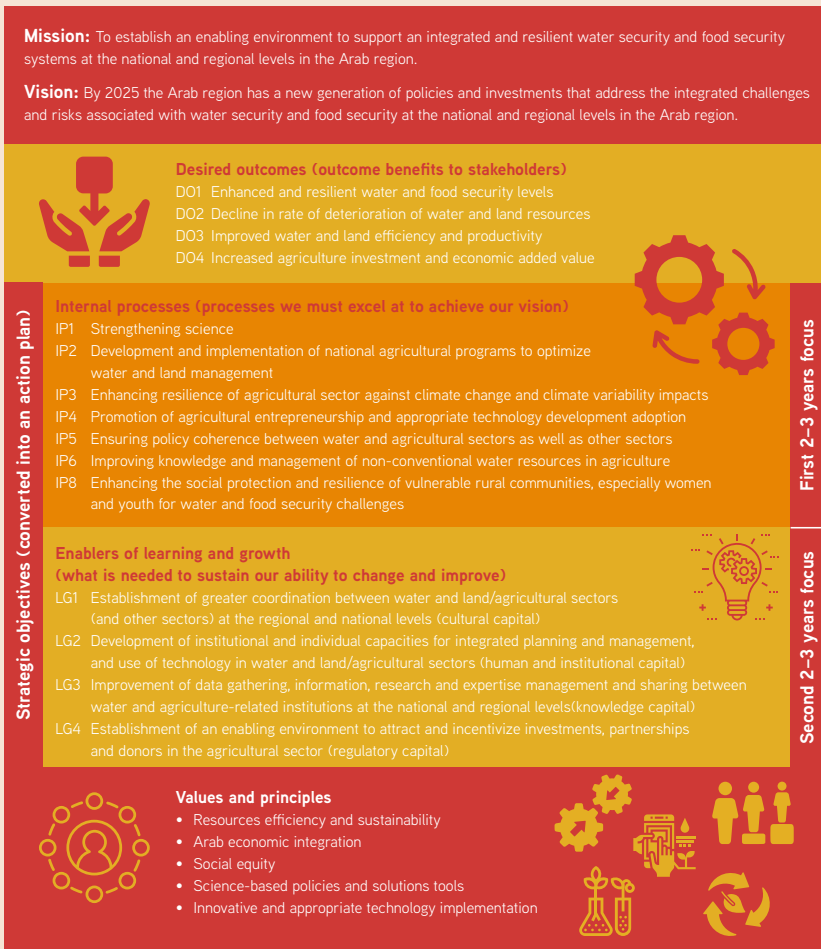 Mission: To establish an enabling environment to support an integrated and resilient water security and food security
systems at the national and regional levels in the Arab region.
Vision: By 2025 the Arab region has a new generation of policies and investments that address the integrated challenges
and risks associated with water security and food security at the national and regional levels in the Arab region.
Desired outcomes (outcome benefits to stakeholders)
DO1 Enhanced and resilient water and food security levels
DO2 Decline in rate of deterioration of water and land resources
DO3 Improved water and land efficiency and productivity
DO4 Increased agriculture investment and economic added value
Strategic objectives (converted into an action plan)
Internal processes (processes we must excel at to achieve our vision)
IP1 Strengthening science
IP2 Development and implementation of national agricultural programs to optimize
water and land management
IP3 Enhancing resilience of agricultural sector against climate change and climate variability impacts
IP4 Promotion of agricultural entrepreneurship and appropriate technology development adoption
IP5 Ensuring policy coherence between water and agricultural sectors as well as other sectors
IP6 Improving knowledge and management of non-conventional water resources in agriculture
IP8 Enhancing the social protection and resilience of vulnerable rural communities, especially women
and youth for water and food security challenges
First 2–3 years focus
Enablers of learning and growth
(what is needed to sustain our ability to change and improve)
LG1 Establishment of greater coordination between water and land/agricultural sectors
(and other sectors) at the regional and national levels (cultural capital)
LG2 Development of institutional and individual capacities for integrated planning and management,
and use of technology in water and land/agricultural sectors (human and institutional capital)
LG3 Improvement of data gathering, information, research and expertise management and sharing between
water and agriculture-related institutions at the national and regional levels(knowledge capital)
LG4 Establishment of an enabling environment to attract and incentivize investments, partnerships
and donors in the agricultural sector (regulatory capital)
Second 2–3 years focus
Values and principles
• Resources efficiency and sustainability
• Arab economic integration
• Social equity
• Science-based policies and solutions tools
• Innovative and appropriate technology implementation